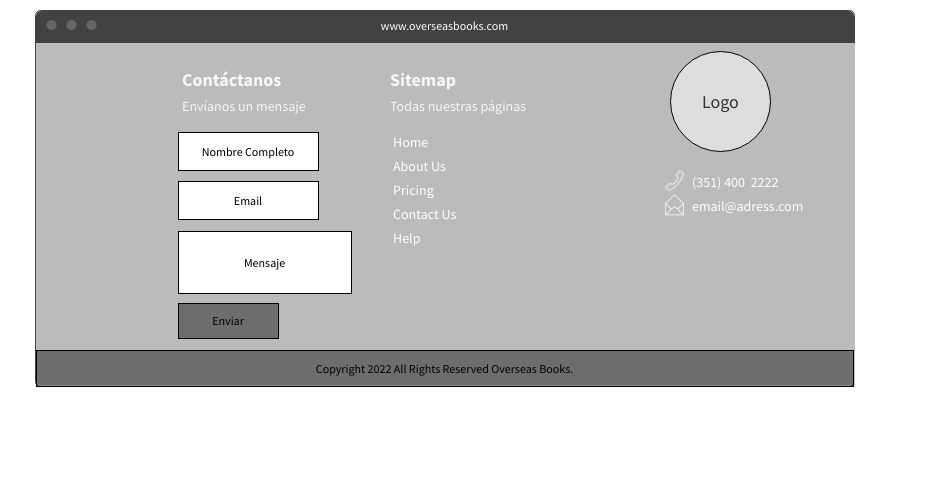 www.overseasbooks.com
Contáctanos
Envíanos un mensaje
Nombre Completo
Email
Mensaje
Enviar
Sitemap
Todas nuestras páginas
Home
About Us
Pricing
Contact Us
Help
Logo
(351) 400  2222
email@adress.com
Copyright 2022 All Rights Reserved Overseas Books.